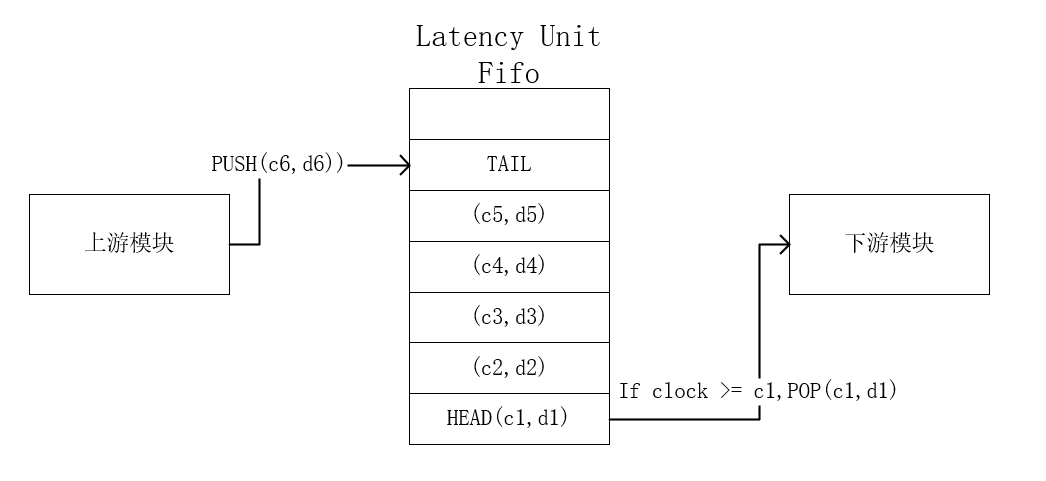 Latency Unit
Fifo
PUSH(c6,d6))
TAIL
上游模块
(c5,d5)
下游模块
(c4,d4)
(c3,d3)
(c2,d2)
If clock >= c1,POP(c1,d1)
HEAD(c1,d1)